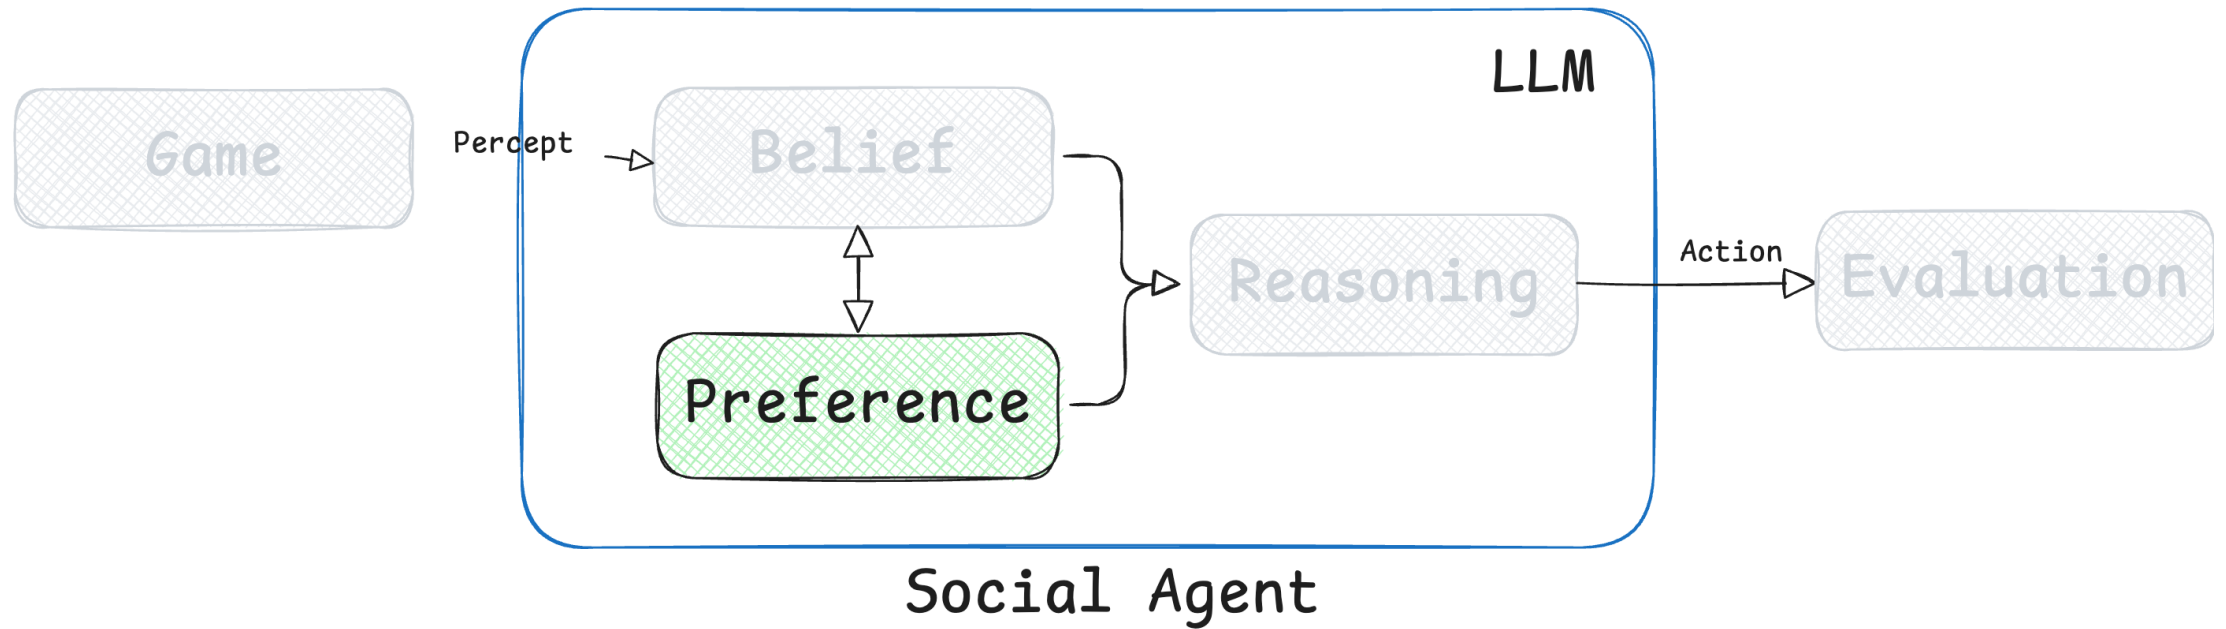 LLM
Game
Percept
Belief
Reasoning
Action
Evaluation
Preference
Social Agent